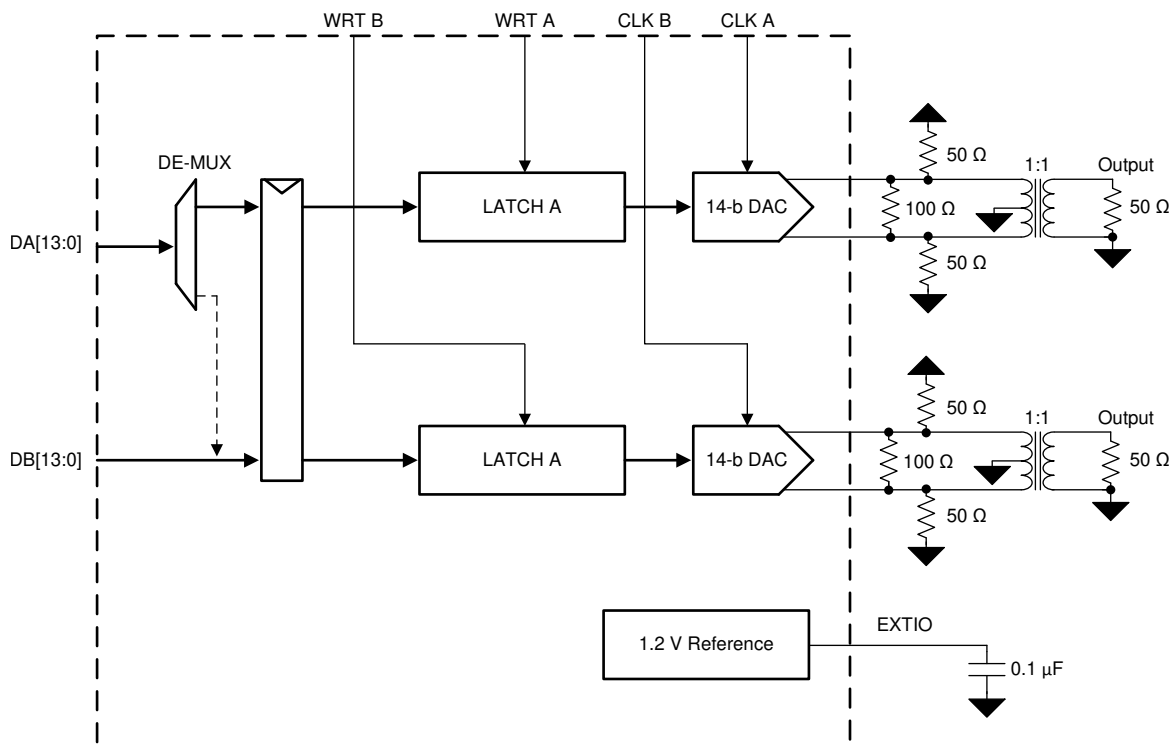 WRT B
WRT A
CLK B
CLK A
50 Ω
DE-MUX
1:1
Output
LATCH A
14-b DAC
100 Ω
50 Ω
DA[13:0]
50 Ω
50 Ω
1:1
Output
DB[13:0]
LATCH A
14-b DAC
100 Ω
50 Ω
50 Ω
1.2 V Reference
EXTIO
0.1 µF